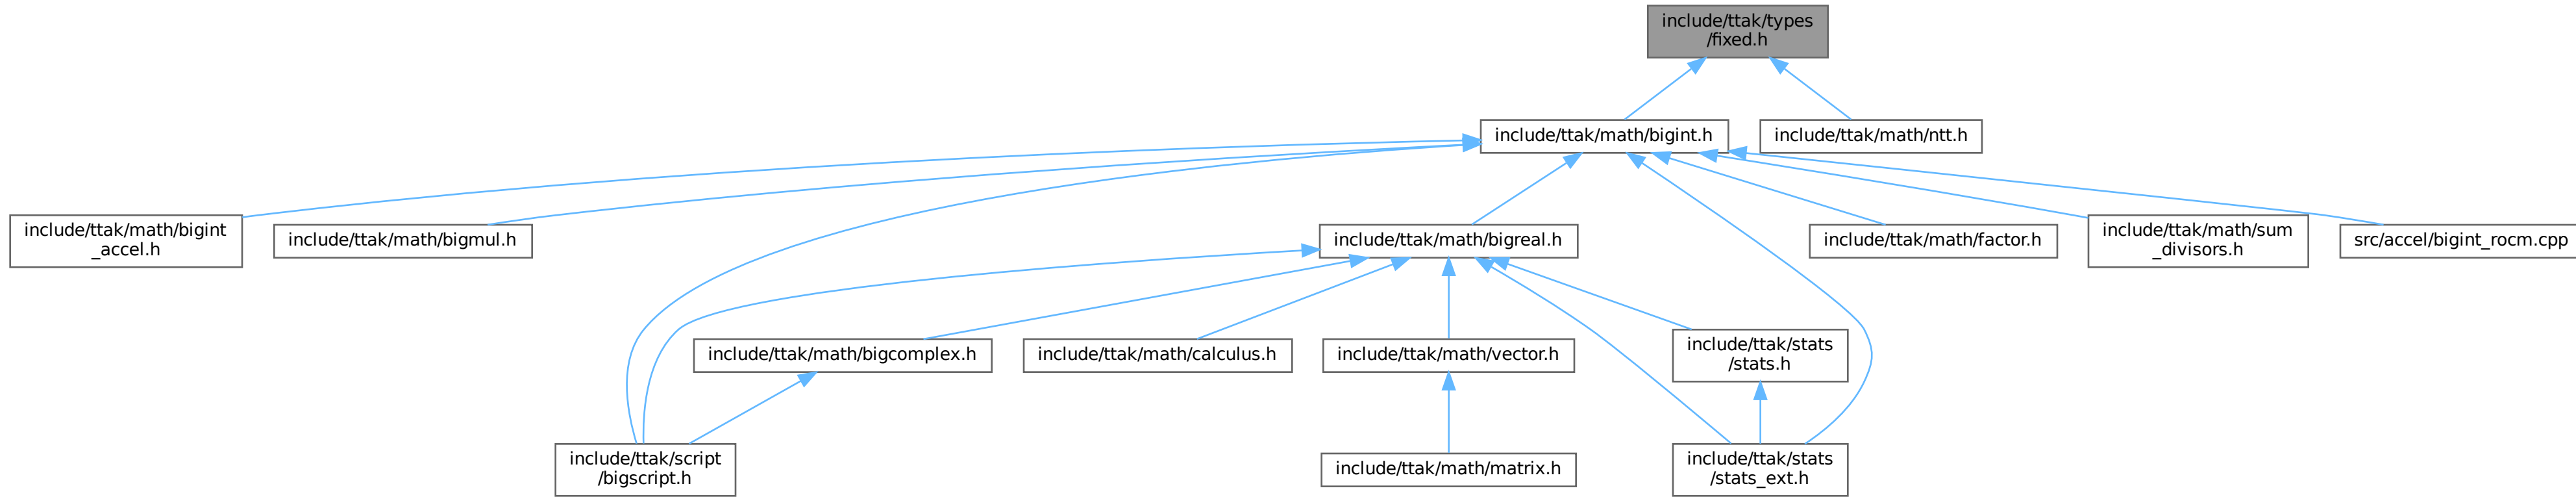 include/ttak/types
/fixed.h
include/ttak/math/bigint.h
include/ttak/math/ntt.h
include/ttak/math/bigint
_accel.h
include/ttak/math/bigmul.h
include/ttak/math/bigreal.h
include/ttak/math/factor.h
include/ttak/math/sum
_divisors.h
src/accel/bigint_rocm.cpp
include/ttak/math/bigcomplex.h
include/ttak/math/calculus.h
include/ttak/math/vector.h
include/ttak/stats
/stats.h
include/ttak/script
/bigscript.h
include/ttak/math/matrix.h
include/ttak/stats
/stats_ext.h